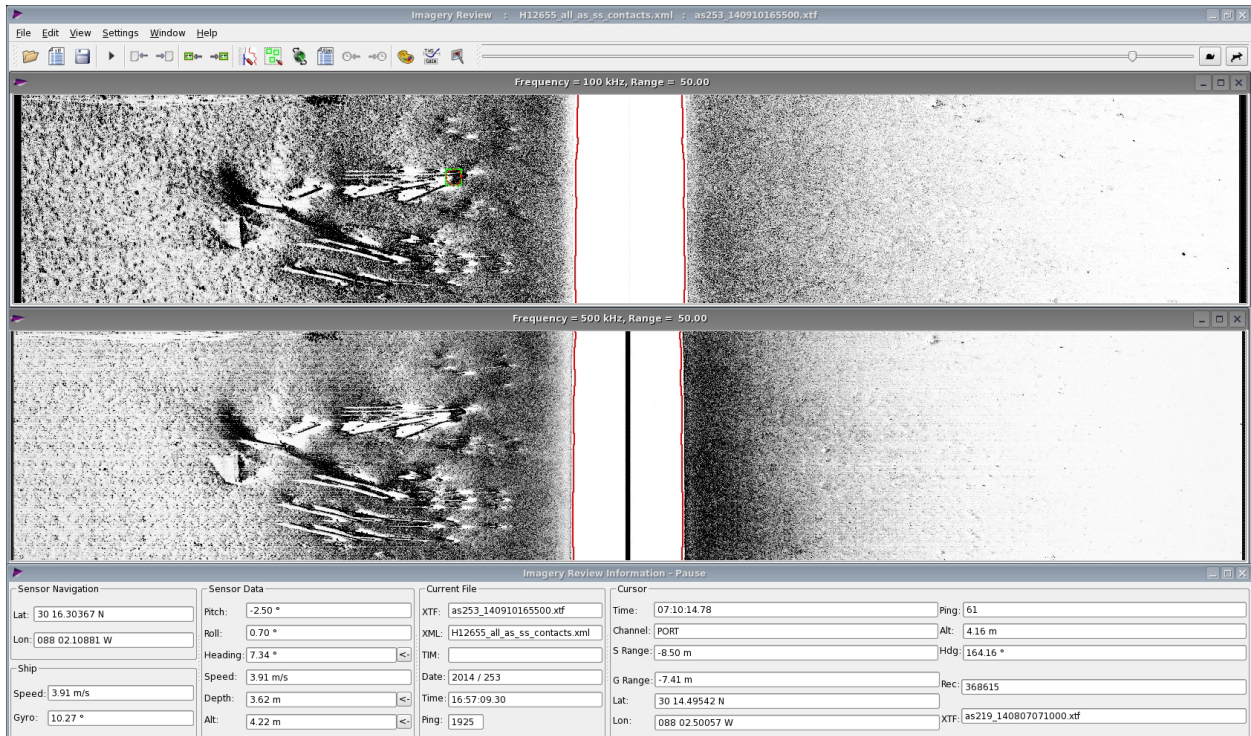 Imagery Review : H12655_all_as_ss_contacts.xml : as253_140910165500.xtf
File Edit View Settings Window Help
Frequency = 100 kHz, Range = 50.00
Frequency = 500 kHz, Range = 50.00
Imagery Review Information - Pause
Sensor Navigation
Lat: 30 16.30367 N
Lon: 088 02.10881 W
Ship
Speed: 3.91 m/s
Gyro: 10.27 °
Sensor Data
Pitch: -2.50 °
Roll: 0.70 °
Heading: 7.34 ° <-
Speed: 3.91 m/s
Depth: 3.62 m <-
Alt: 4.22 m <-
Current File
XTF: as253_140910165500.xtf
XML: H12655_all_as_ss_contacts.xml
TIM:
Date: 2014 / 253
Time: 16:57:09.30
Ping: 1925
Cursor
Time: 07:10:14.78
Channel: PORT
S Range: -8.50 m
G Range: -7.41 m
Lat: 30 14.49542 N
Lon: 088 02.50057 W
Ping: 61
Alt: 4.16 m
Hdg: 164.16 °
Rec: 368615
XTF: as219_140807071000.xtf